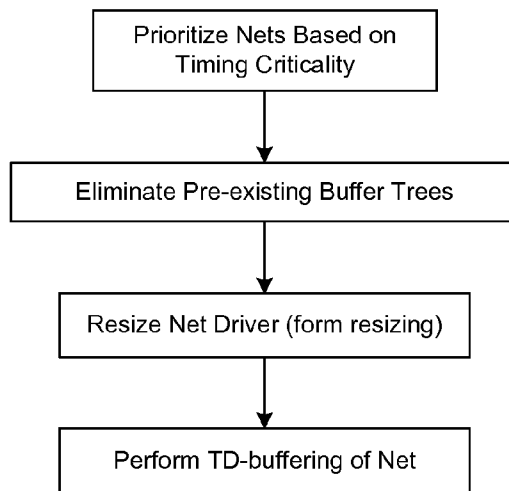 Prioritize Nets Based on
Timing Criticality
Eliminate Pre-existing Buffer Trees
Resize Net Driver (form resizing)
Perform TD-buffering of Net